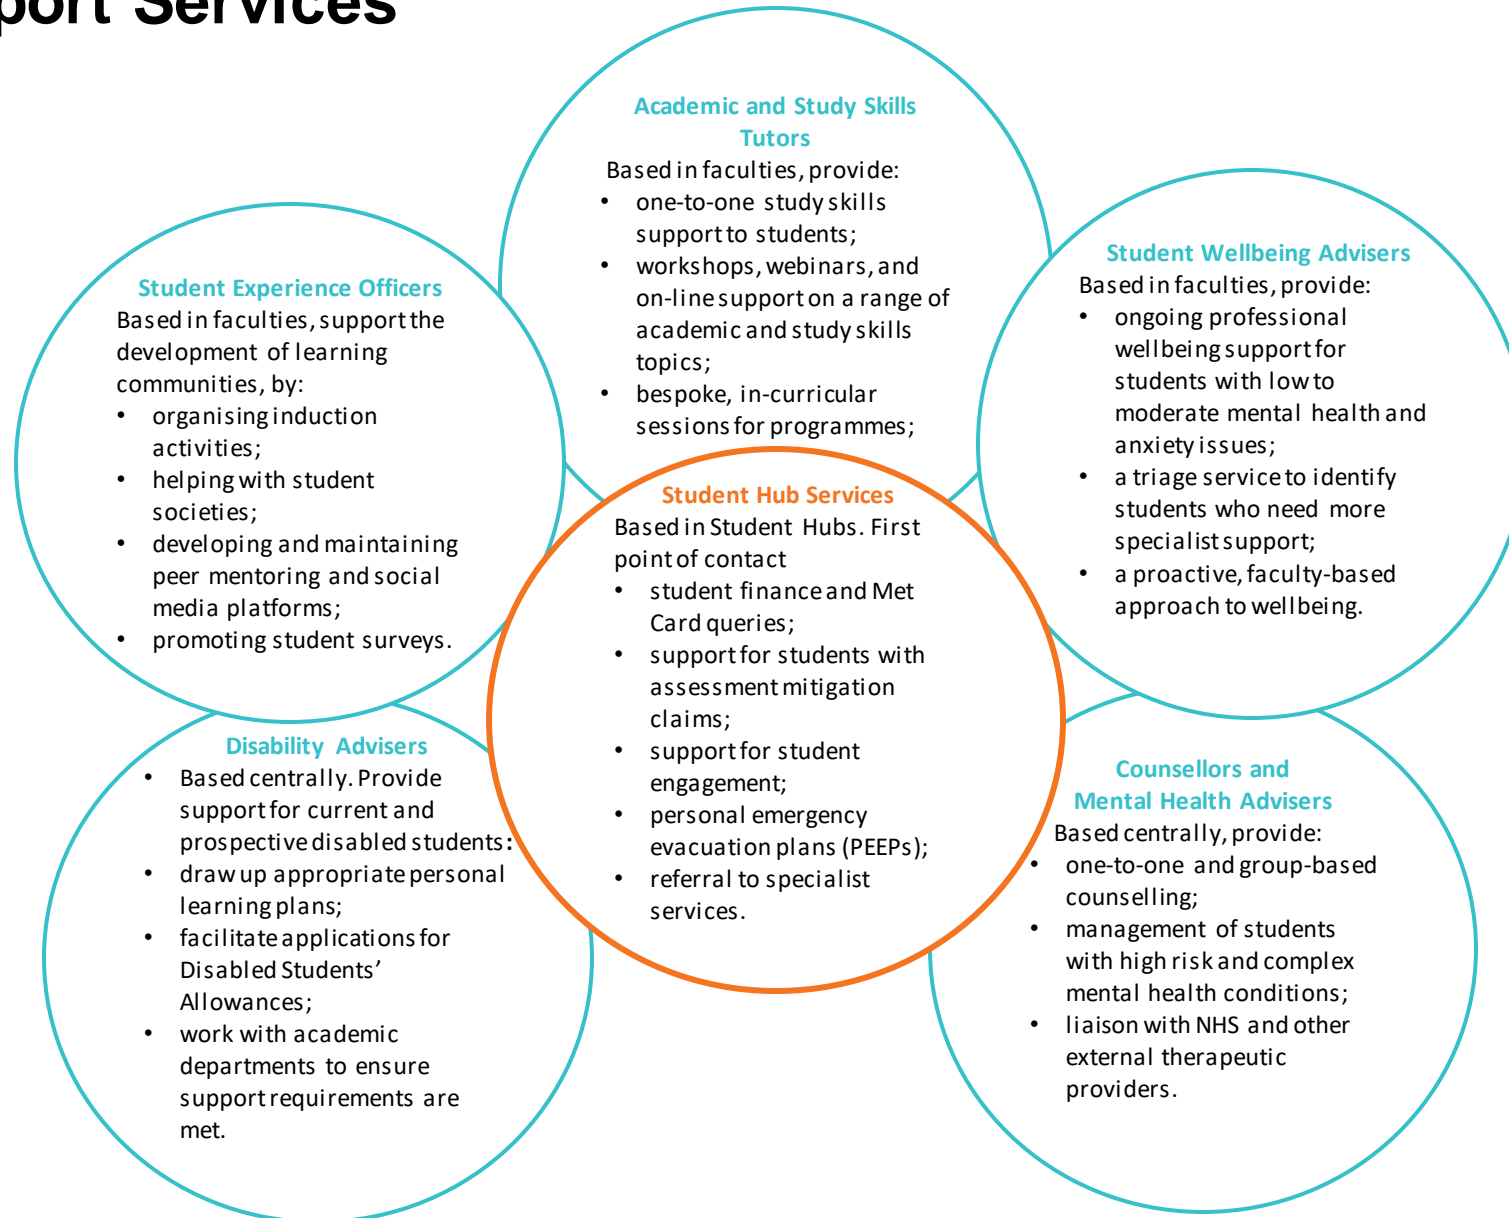 port Services
Academic and Study Skills
Tutors
Based in faculties, provide:
• one-to-one study skills
support to students;
• workshops, webinars, and
on-line support on a range of
academic and study skills
topics;
• bespoke, in-curricular
sessions for programmes;
Student Experience Officers
Based in faculties, support the
development of learning
communities, by:
• organising induction
activities;
• helping with student
societies;
• developing and maintaining
peer mentoring and social
media platforms;
• promoting student surveys.
Student Wellbeing Advisers
Based in faculties, provide:
• ongoing professional
wellbeing support for
students with low to
moderate mental health and
anxiety issues;
• a triage service to identify
students who need more
specialist support;
• a proactive, faculty-based
approach to wellbeing.
Student Hub Services
Based in Student Hubs. First
point of contact
• student finance and Met
Card queries;
• support for students with
assessment mitigation
claims;
• support for student
engagement;
• personal emergency
evacuation plans (PEEPs);
• referral to specialist
services.
Disability Advisers
• Based centrally. Provide
support for current and
prospective disabled students:
• draw up appropriate personal
learning plans;
• facilitate applications for
Disabled Students’
Allowances;
• work with academic
departments to ensure
support requirements are
met.
Counsellors and
Mental Health Advisers
Based centrally, provide:
• one-to-one and group-based
counselling;
• management of students
with high risk and complex
mental health conditions;
• liaison with NHS and other
external therapeutic
providers.